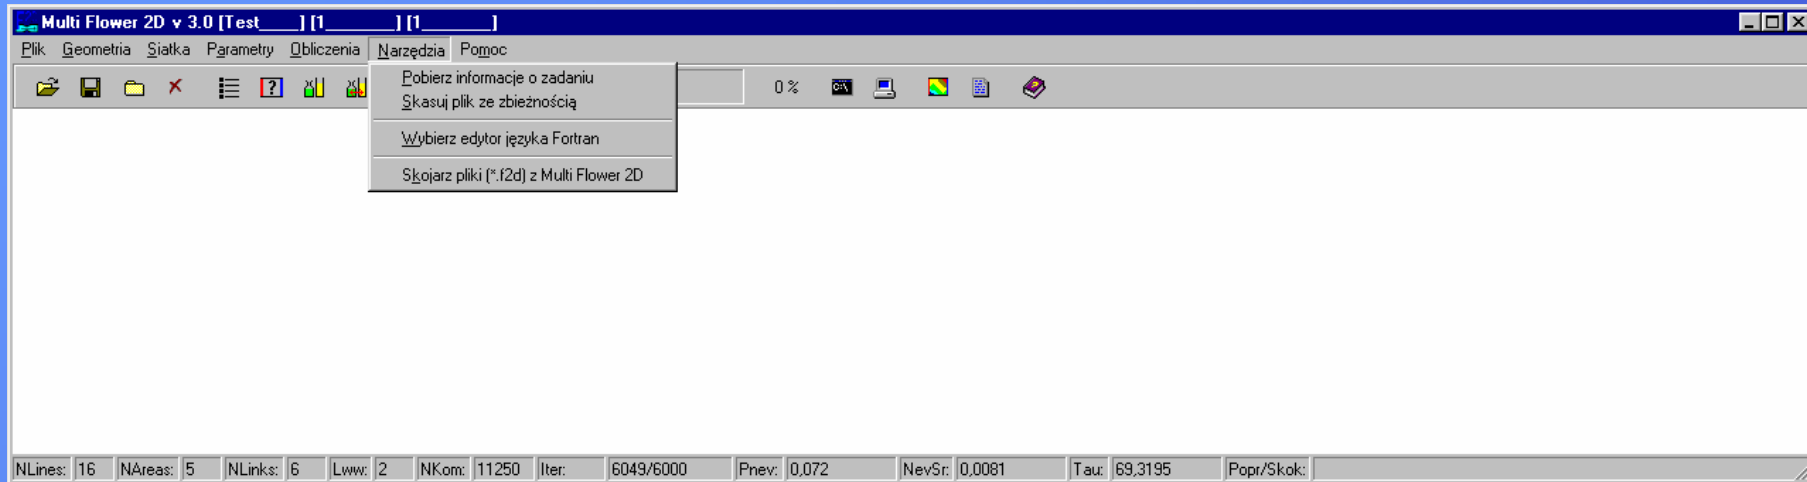 Multi Flower 2D v 3.0 [Test____] [1________] [1________]
Plik Geometria Siatka Parametry Obliczenia Narzędzia Pomoc
0 %
Pobierz informacje o zadaniu
Skasuj plik ze zbieżnością
Wybierz edytor języka Fortran
Skojarz pliki (*.f2d) z Multi Flower 2D
NLines: 16 NAreas: 5 NLinks: 6 Lww: 2 NKom: 11250 Iter: 6049/6000 Pnev: 0,072 NevSr: 0,0081 Tau: 69,3195 Popr/Skok: